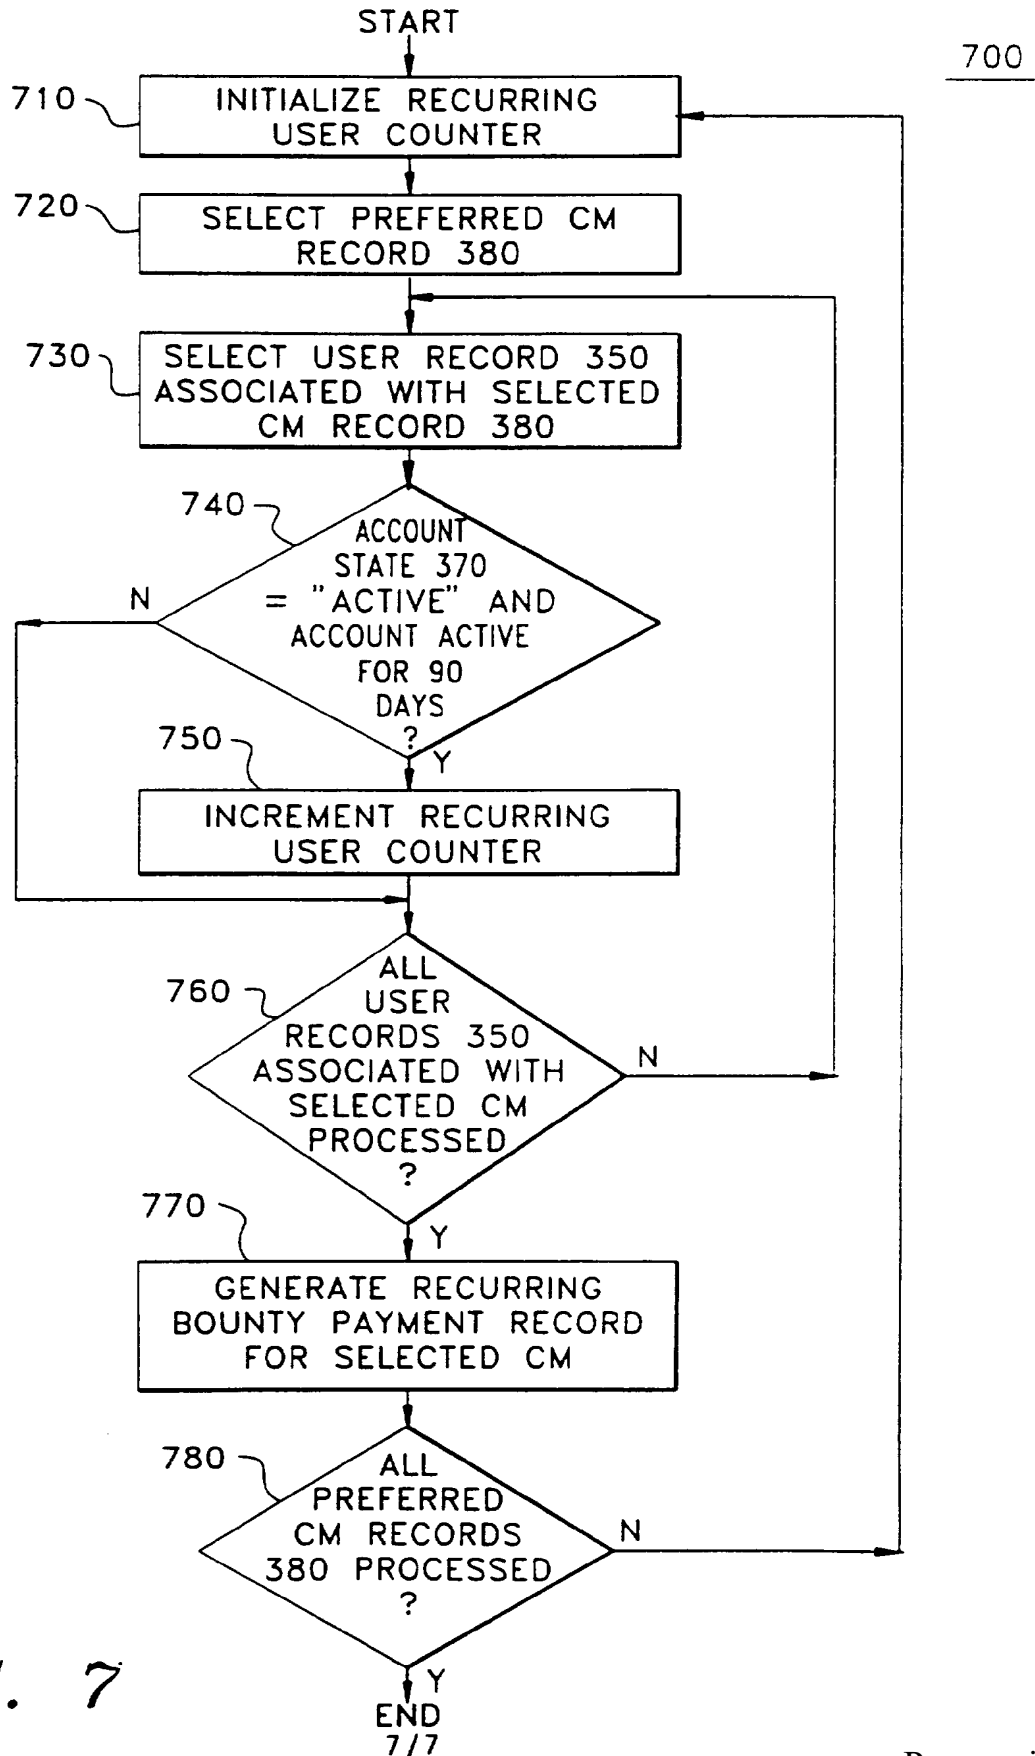 START
700
710
INITIALIZE RECURRING
USER COUNTER
720
SELECT PREFERRED CM
RECORD 380
730
SELECT USER RECORD 350
ASSOCIATED WITH SELECTED
CM RECORD 380
740
ACCOUNT
STATE 370
= "ACTIVE" AND
ACCOUNT ACTIVE
FOR 90
DAYS
?
N
Y
750
INCREMENT RECURRING
USER COUNTER
760
ALL
USER
RECORDS 350
ASSOCIATED WITH
SELECTED CM
PROCESSED
?
N
Y
770
GENERATE RECURRING
BOUNTY PAYMENT RECORD
FOR SELECTED CM
780
ALL
PREFERRED
CM RECORDS
380 PROCESSED
?
N
Y
. 7
END
7/7